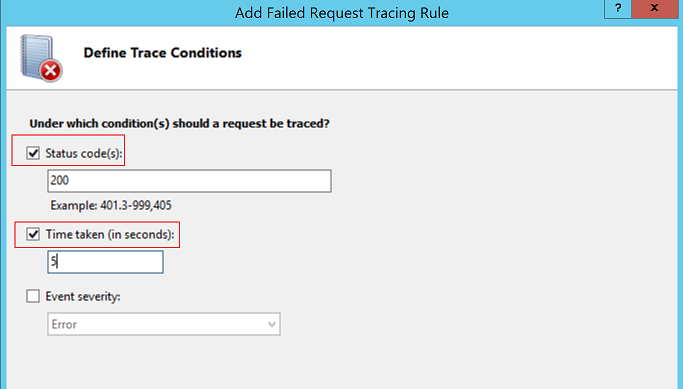 Add Failed Request Tracing Rule
? x
Define Trace Conditions
Under which condition(s) should a request be traced?
Status code(s):
200
Example: 401.3-999,405
Time taken (in seconds):
5
Event severity:
Error